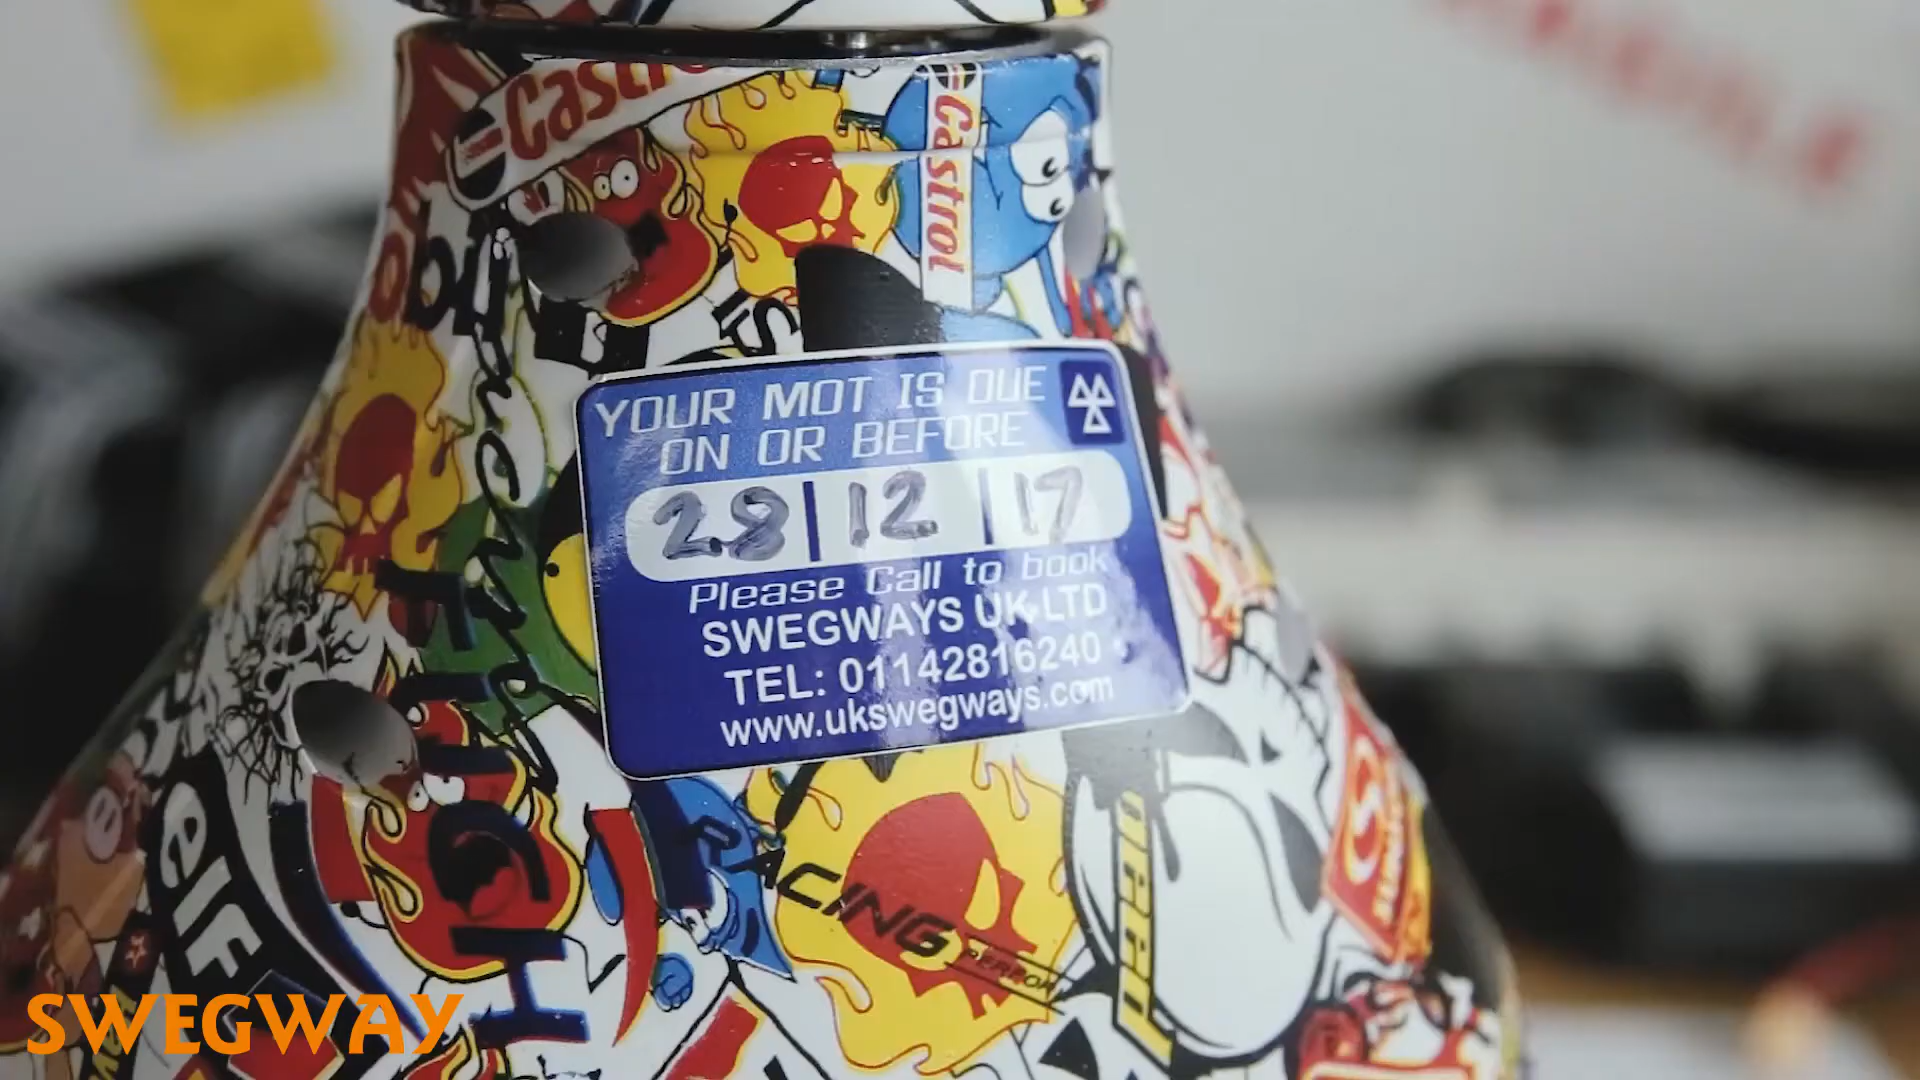 Castrol
Castrol
YOUR MOT IS DUE
ON OR BEFORE
28 | 12 | 17
Please Call to book
SWEGWAYS UK LTD
TEL: 01142816240
www.ukswegways.com
elf
RACING
SWEGWAY